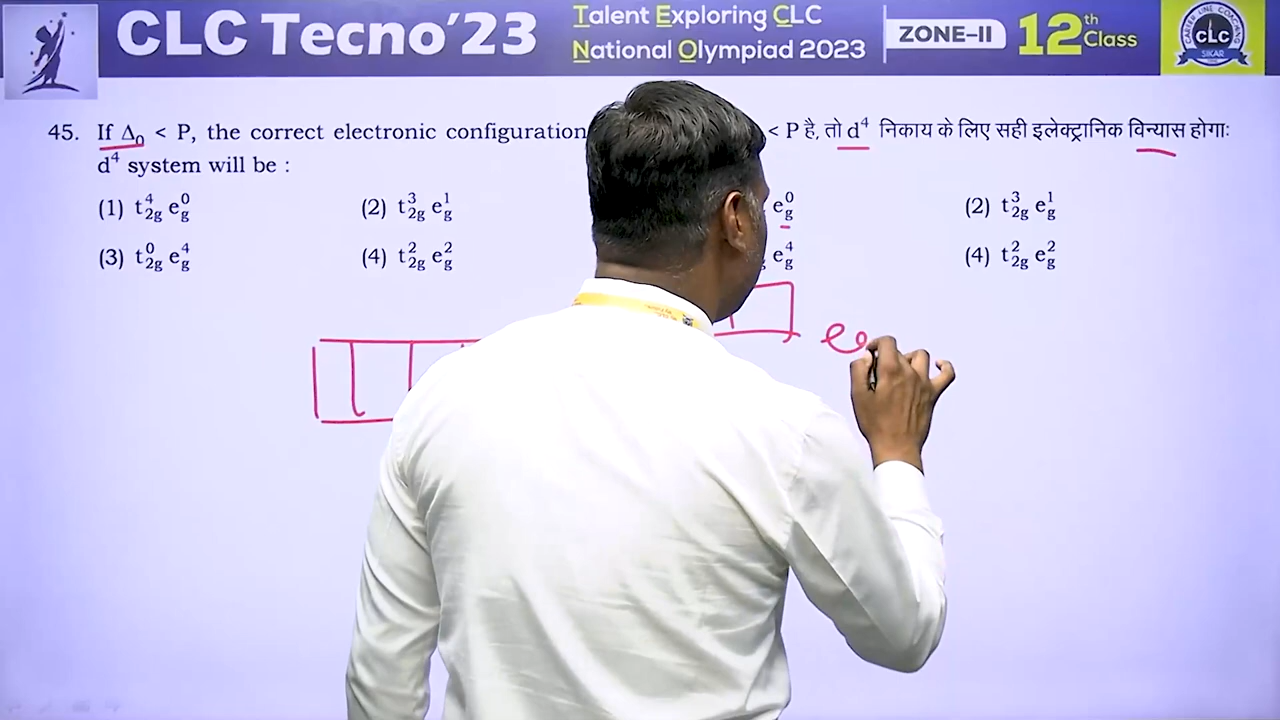 CLC Tecno'23
Talent Exploring CLC
National Olympiad 2023
ZONE–II
12th Class
CLC
SIKAR
45. If Δ₀ < P, the correct electronic configuration
d⁴ system will be :
(1) t₂g⁴ eg⁰ (2) t₂g³ eg¹
(3) t₂g⁰ eg⁴ (4) t₂g² eg²
< P है, तो d⁴ निकाय के लिए सही इलेक्ट्रानिक विन्यास होगाः
eg⁰ (2) t₂g³ eg¹
eg⁴ (4) t₂g² eg²
e